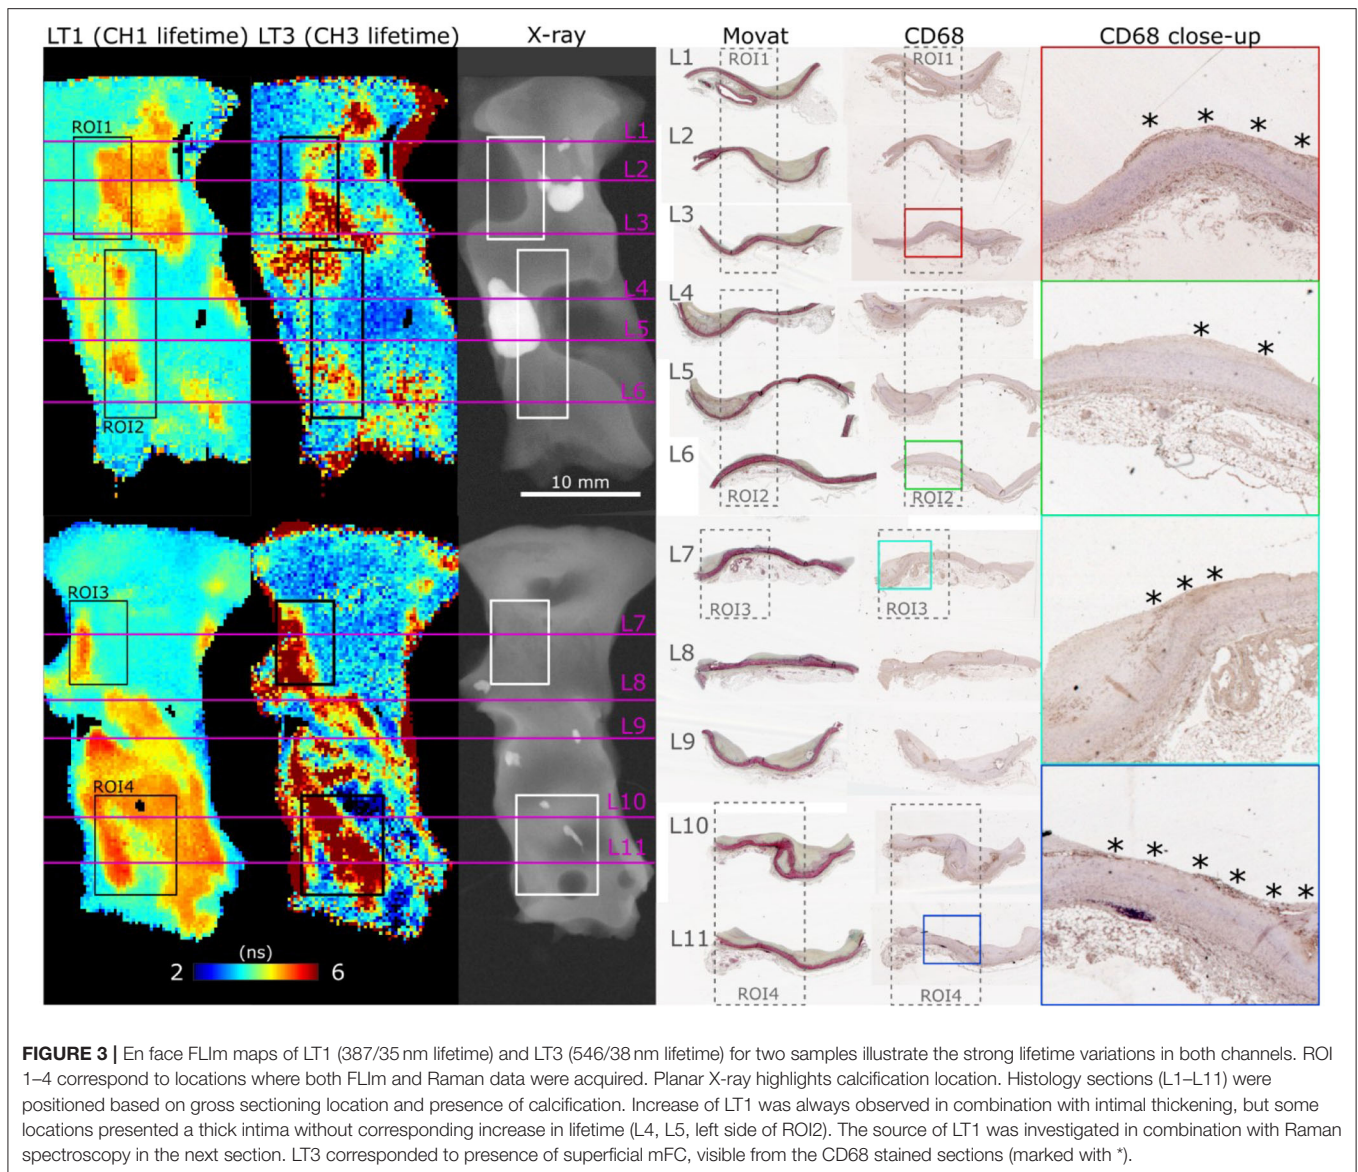 LT1 (CH1 lifetime) LT3 (CH3 lifetime) X-ray Movat CD68 CD68 close-up
ROI1
L1
L2
L3
L4
L5
L6
ROI2
10 mm
L1
ROI1
ROI1
L2
L3
L4
L5
L6
ROI2
ROI2
* * * *
* *
ROI3
L7
L8
L9
ROI4
L10
L11
(ns)
2 6
L7
ROI3
ROI3
L8
L9
L10
L11
ROI4
ROI4
* * *
* * * * * *
FIGURE 3 | En face FLIm maps of LT1 (387/35 nm lifetime) and LT3 (546/38 nm lifetime) for two samples illustrate the strong lifetime variations in both channels. ROI
1–4 correspond to locations where both FLIm and Raman data were acquired. Planar X-ray highlights calcification location. Histology sections (L1–L11) were
positioned based on gross sectioning location and presence of calcification. Increase of LT1 was always observed in combination with intimal thickening, but some
locations presented a thick intima without corresponding increase in lifetime (L4, L5, left side of ROI2). The source of LT1 was investigated in combination with Raman
spectroscopy in the next section. LT3 corresponded to presence of superficial mFC, visible from the CD68 stained sections (marked with *).